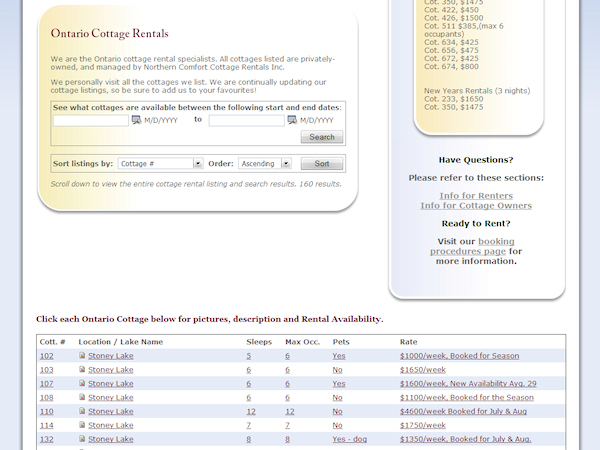 Ontario Cottage Rentals
We are the Ontario cottage rental specialists. All cottages listed are privately-
owned, and managed by Northern Comfort Cottage Rentals Inc.
We personally visit all the cottages we list. We are continually updating our
cottage listings, so be sure to add us to your favourites!
See what cottages are available between the following start and end dates:
M/D/YYYY to M/D/YYYY
Search
Sort listings by: Cottage # Order: Ascending Sort
Scroll down to view the entire cottage rental listing and search results. 160 results.
Cot. 350, $1475
Cot. 422, $450
Cot. 426, $1500
Cot. 511 $385,(max 6
occupants)
Cot. 634, $425
Cot. 656, $475
Cot. 672, $425
Cot. 674, $800
New Years Rentals (3 nights)
Cot. 233, $1650
Cot. 350, $1475
Have Questions?
Please refer to these sections:
Info for Renters
Info for Cottage Owners
Ready to Rent?
Visit our booking
procedures page for
more information.
Click each Ontario Cottage below for pictures, description and Rental Availability.
Cott. # Location / Lake Name Sleeps Max Occ. Pets Rate
102 Stoney Lake 5 6 Yes $1000/week, Booked for Season
103 Stoney Lake 6 6 No $1650/week
107 Stoney Lake 6 6 Yes $1600/week, New Availability Avg. 29
108 Stoney Lake 6 6 No $1100/week, Booked for the Season
110 Stoney Lake 12 12 No $4600/week Booked for July & Aug
114 Stoney Lake 7 7 No $1750/week
132 Stoney Lake 8 8 Yes - dog $1350/week, Booked for July & Aug.